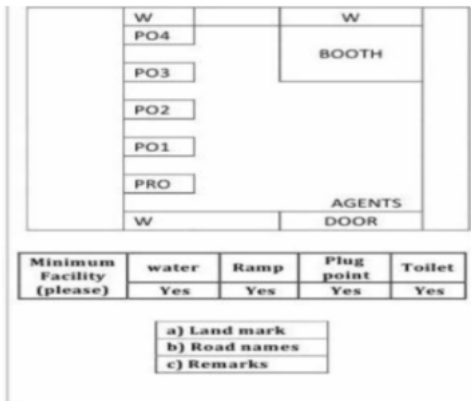 W W
PO4
BOOTH
PO3
PO2
PO1
PRO
AGENTS
W DOOR
Minimum Facility (please) water Ramp Plug point Toilet
Yes Yes Yes Yes
a) Land mark
b) Road names
c) Remarks